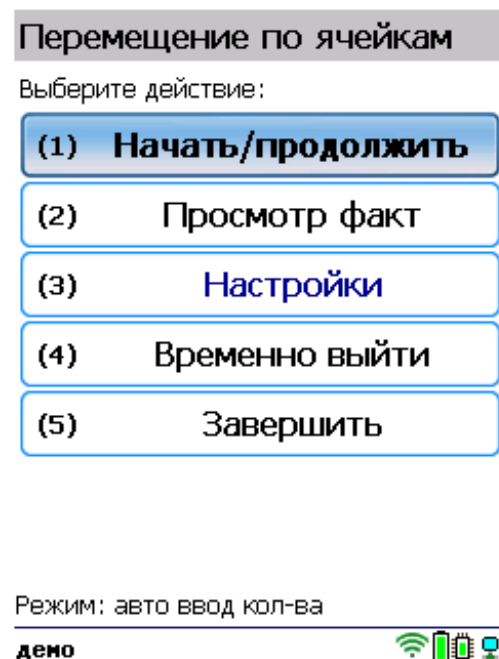 Перемещение по ячейкам
Выберите действие:
(1) Начать/продолжить
(2) Просмотр факт
(3) Настройки
(4) Временно выйти
(5) Завершить
Режим: авто ввод кол-ва
демо